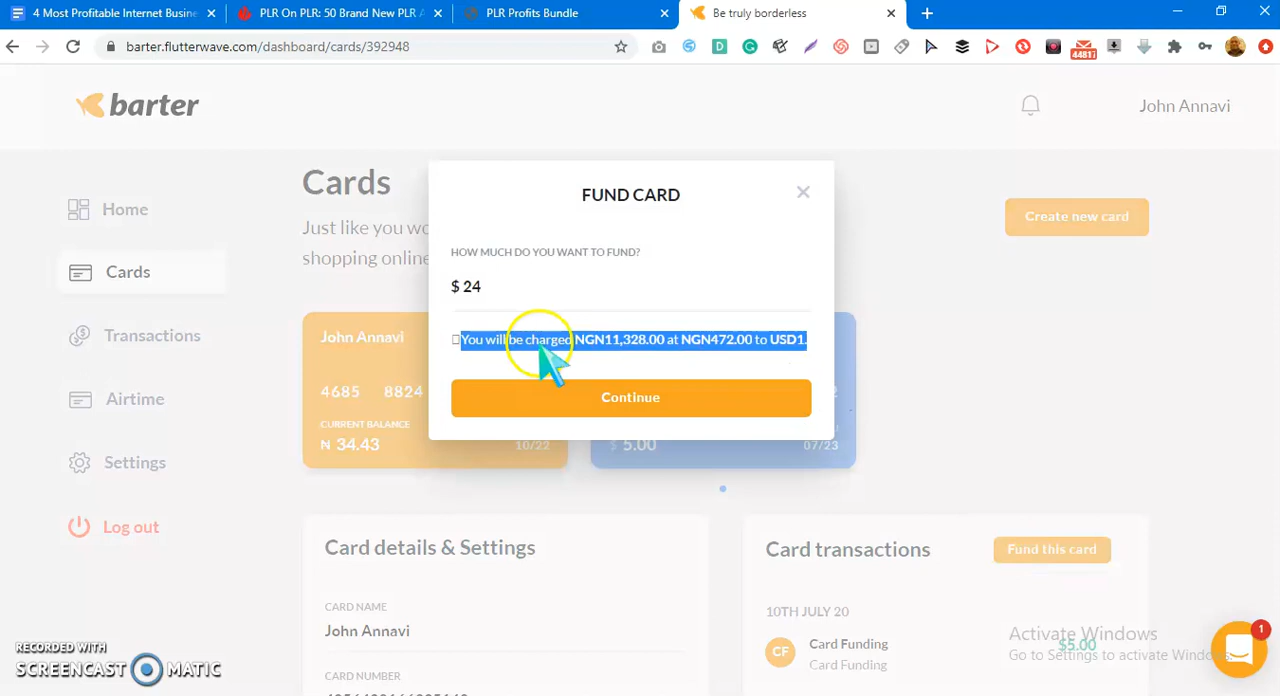 4 Most Profitable Internet Busine
PLR On PLR: 50 Brand New PLR A
PLR Profits Bundle
Be truly borderless
barter.flutterwave.com/dashboard/cards/392948
44817
barter
John Annavi
Home
Cards
Transactions
Airtime
Settings
Log out
Cards
Just like you wo
shopping online
Create new card
FUND CARD
HOW MUCH DO YOU WANT TO FUND?
$ 24
You will be charged NGN11,328.00 at NGN472.00 to USD1.
Continue
John Annavi
4685 8824
CURRENT BALANCE
₦ 34.43
10/22
$ 5.00
07/23
Card details & Settings
CARD NAME
John Annavi
CARD NUMBER
Card transactions
Fund this card
10TH JULY 20
CF
Card Funding
Card Funding
$5.00
Activate Windows
Go to Settings to activate Windows.
1
RECORDED WITH
SCREENCAST MATIC